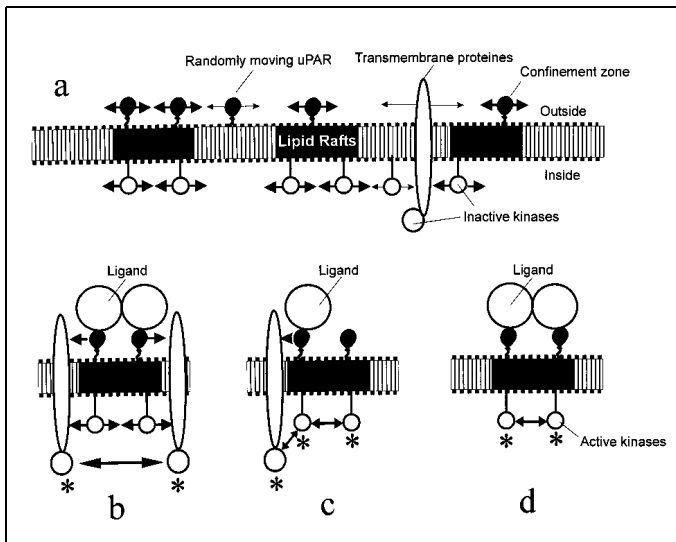 a
Randomly moving uPAR
Transmembrane proteines
Confinement zone
Outside
Lipid Rafts
Inside
Inactive kinases
Ligand
Ligand
Ligand
Active kinases
* * * * * * *
b
c
d